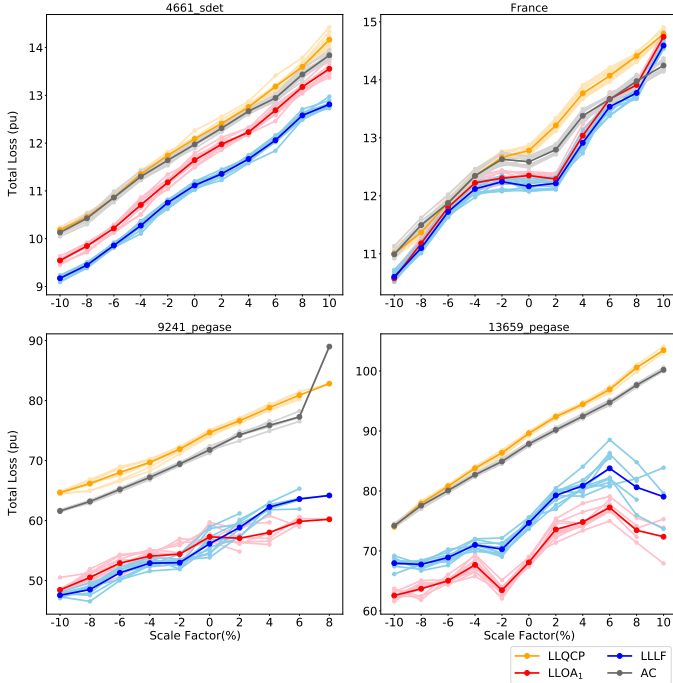 4661_sdet
France
Total Loss (pu)
14
13
12
11
10
9
-10 -8 -6 -4 -2 0 2 4 6 8 10
15
14
13
12
11
-10 -8 -6 -4 -2 0 2 4 6 8 10
9241_pegase
13659_pegase
Total Loss (pu)
90
80
70
60
50
-10 -8 -6 -4 -2 0 2 4 6 8
Scale Factor(%)
100
90
80
70
60
-10 -8 -6 -4 -2 0 2 4 6 8 10
Scale Factor(%)
LLQCP LLLF
LLOA₁ AC